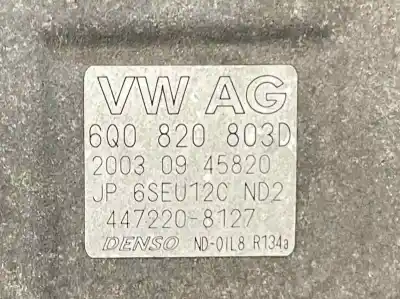 VW AG
6Q0 820 803D
2003 09 45820
JP 6SEU12C ND2
447220-8127
DENSO ND-OIL8 R134a